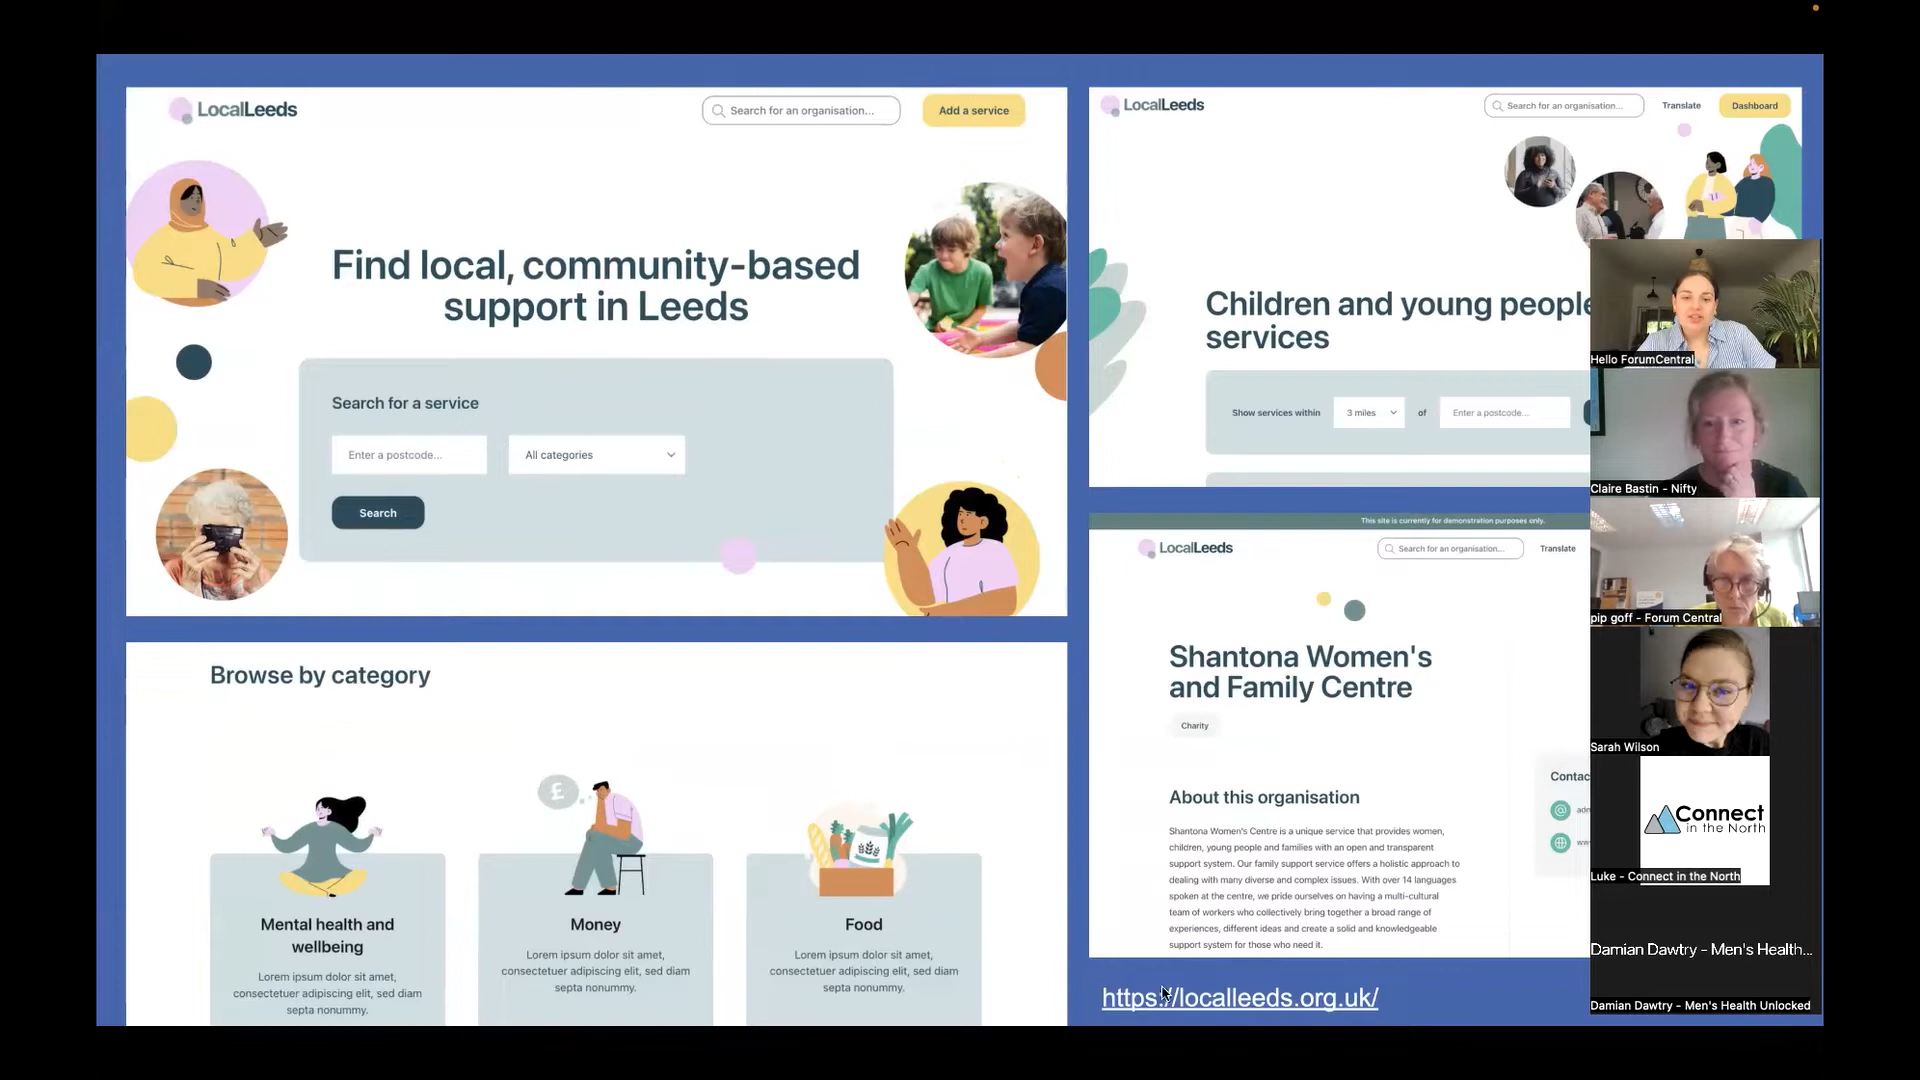 LocalLeeds
Search for an organisation...
Add a service
Find local, community-based
support in Leeds
Search for a service
Enter a postcode...
All categories
Search
Browse by category
£
Mental health and
wellbeing
Lorem ipsum dolor sit amet,
consectetuer adipiscing elit, sed diam
septa nonummy.
Money
Lorem ipsum dolor sit amet,
consectetuer adipiscing elit, sed diam
septa nonummy.
Food
Lorem ipsum dolor sit amet,
consectetuer adipiscing elit, sed diam
septa nonummy.
LocalLeeds
Search for an organisation...
Translate
Dashboard
Children and young people
services
Show services within
3 miles
of
Enter a postcode...
This site is currently for demonstration purposes only.
LocalLeeds
Search for an organisation...
Translate
Shantona Women's
and Family Centre
Charity
About this organisation
Shantona Women's Centre is a unique service that provides women,
children, young people and families with an open and transparent
support system. Our family support service offers a holistic approach to
dealing with many diverse and complex issues. With over 14 languages
spoken at the centre, we pride ourselves on having a multi-cultural
team of workers who collectively bring together a broad range of
experiences, different ideas and create a solid and knowledgeable
support system for those who need it.
https://localleeds.org.uk/
Hello ForumCentral
Claire Bastin - Nifty
pip goff - Forum Central
Sarah Wilson
Connect
in the North
Luke - Connect in the North
Damian Dawtry - Men's Health...
Damian Dawtry - Men's Health Unlocked